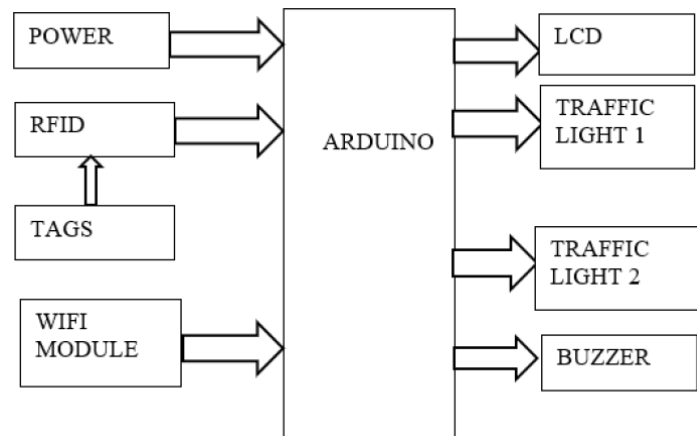 POWER
RFID
TAGS
WIFI
MODULE
ARDUINO
LCD
TRAFFIC
LIGHT 1
TRAFFIC
LIGHT 2
BUZZER